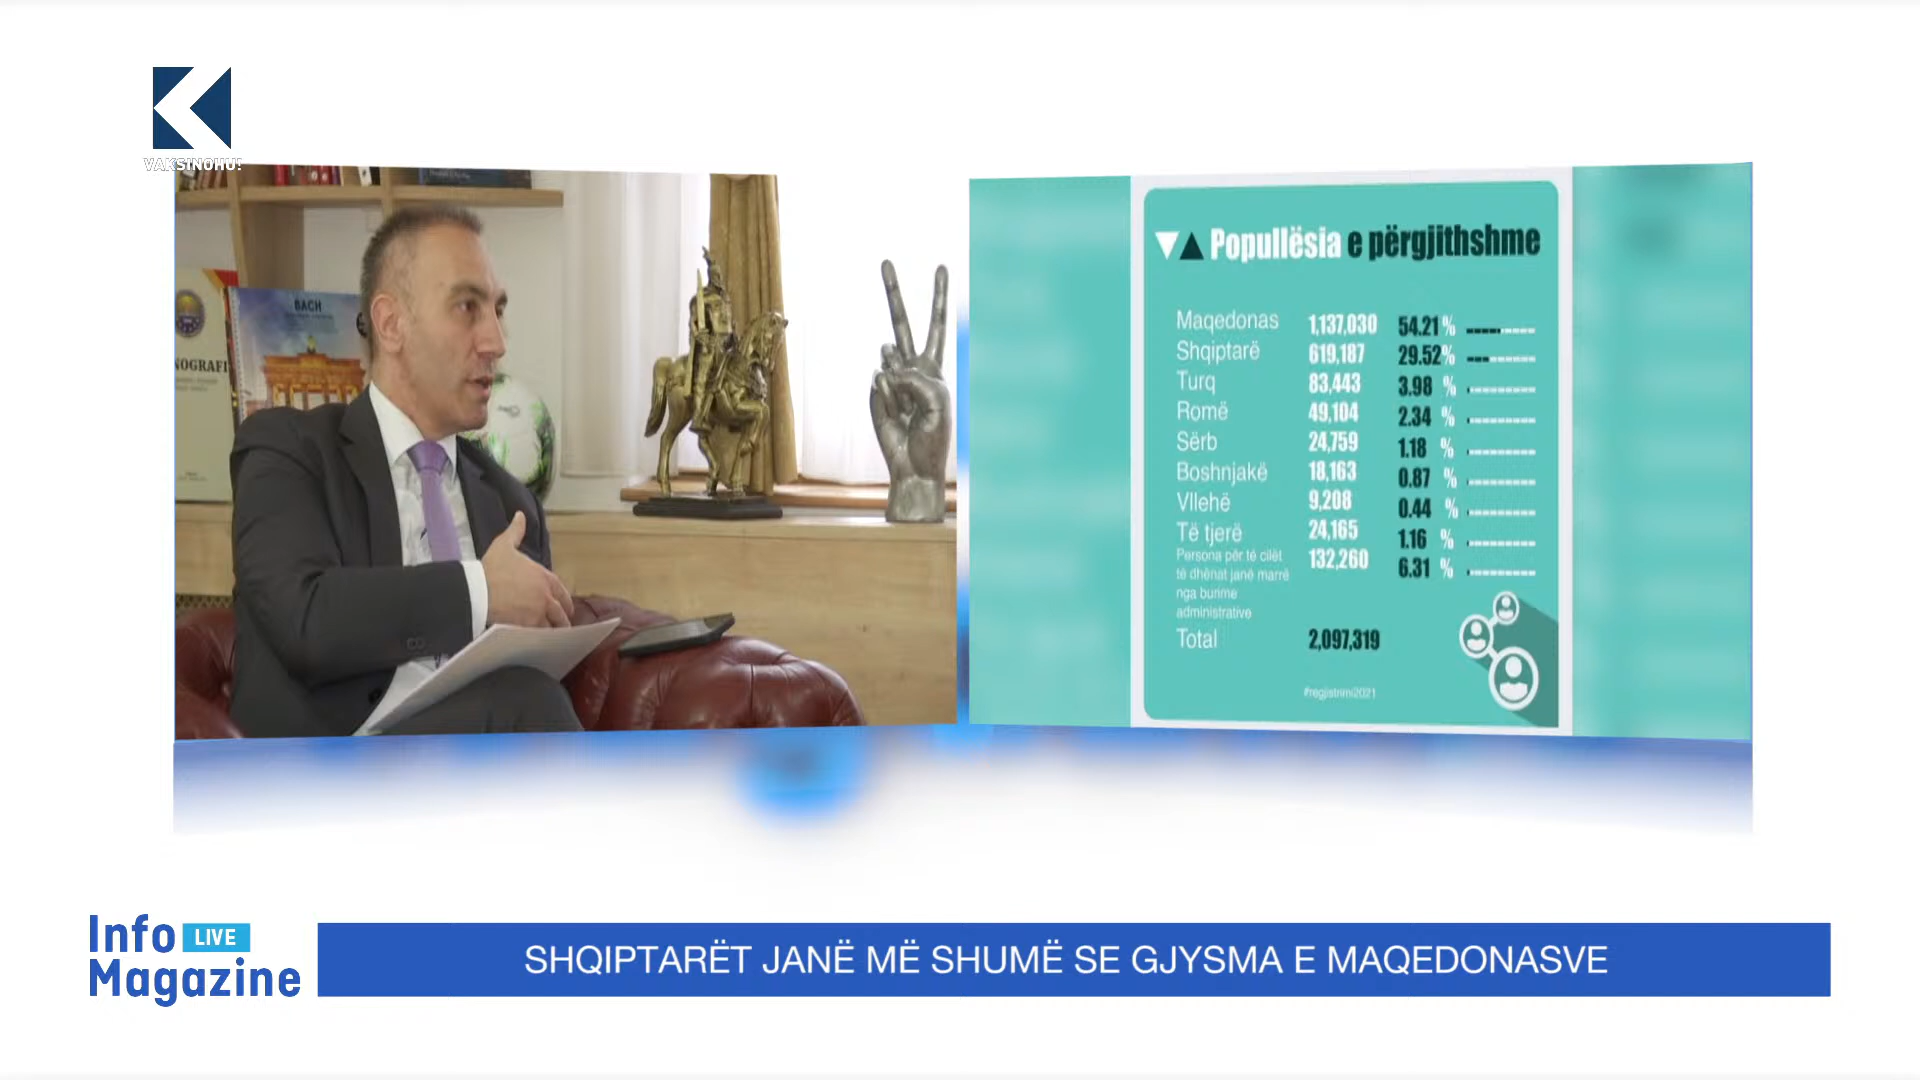 VAKSINOHU!
BACH
NOGRAFI
Popullësia e përgjithshme
Maqedonas 1,137,030 54.21 %
Shqiptarë 619,187 29.52%
Turq 83,443 3.98 %
Romë 49,104 2.34 %
Sërb 24,759 1.18 %
Boshnjakë 18,163 0.87 %
Vllehë 9,208 0.44 %
Të tjerë 24,165 1.16 %
Persona për të cilët 132,260 6.31 %
të dhënat janë marrë
nga burime
administrative
Total 2,097,319
#regjistrimi2021
Info LIVE
Magazine
SHQIPTARËT JANË MË SHUMË SE GJYSMA E MAQEDONASVE